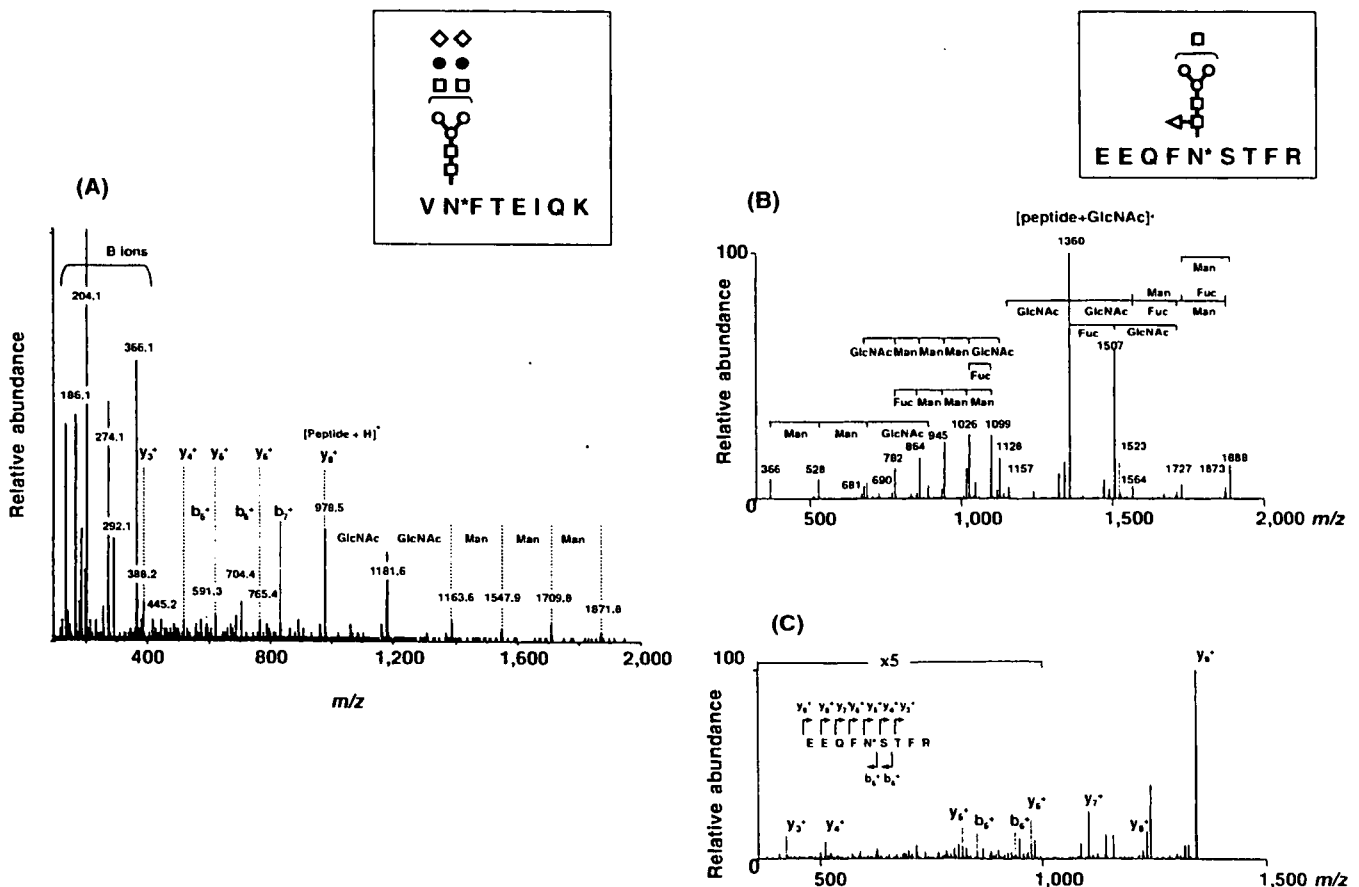 V N* F T E I Q K
E E Q F N* S T F R
(A)
B ions
204.1
366.1
186.1
274.1
292.1
388.2
445.2
591.3
704.4
765.4
978.5
1181.6
1163.6
1547.9
1709.8
1871.8
y3+ y4+ y6+ y6+ y8+
b5+ b6+ b7+
[Peptide + H]+
GlcNAc GlcNAc Man Man Man
Relative abundance
400 800 1,200 1,600 2,000
m/z
(B)
[peptide+GlcNAc]+
1360
100
Man
Man Fuc
GlcNAc GlcNAc Fuc Man
Fuc GlcNAc
1507
GlcNAc Man Man Man GlcNAc
Fuc
Fuc Man Man Man
Man Man GlcNAc
366 528 681 690 782 864 945 1026 1099 1128 1157 1523 1564 1727 1873 1888
Relative abundance
500 1,000 1,500 2,000 m/z
(C)
100
x5
y9+
y9+ y8+ y7+ y6+ y5+ y4+ y3+
E E Q F N* S T F R
b5+ b6+
y3+ y4+ y5+ b5+ b6+ y6+ y7+ y8+
Relative abundance
500 1,000 1,500 m/z